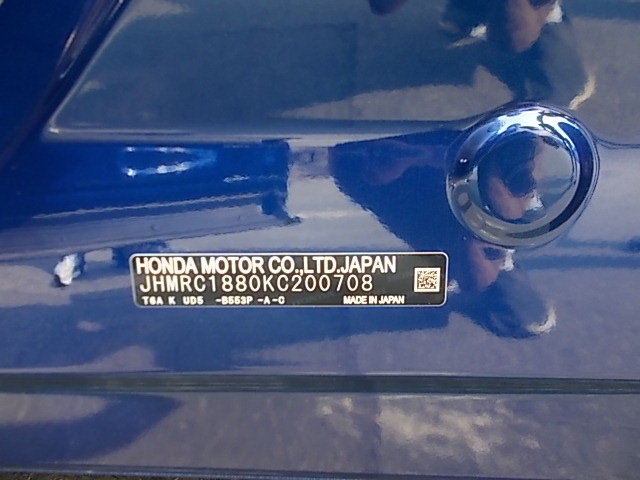 HONDA MOTOR CO.,LTD.JAPAN
JHMRC1880KC200708
T6A K UD5 -B553P -A-C MADE IN JAPAN